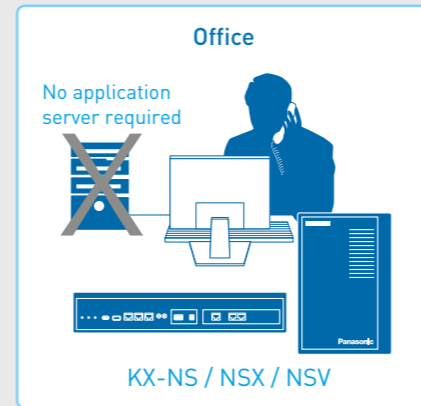 Office
No application
server required
Panasonic
KX-NS / NSX / NSV